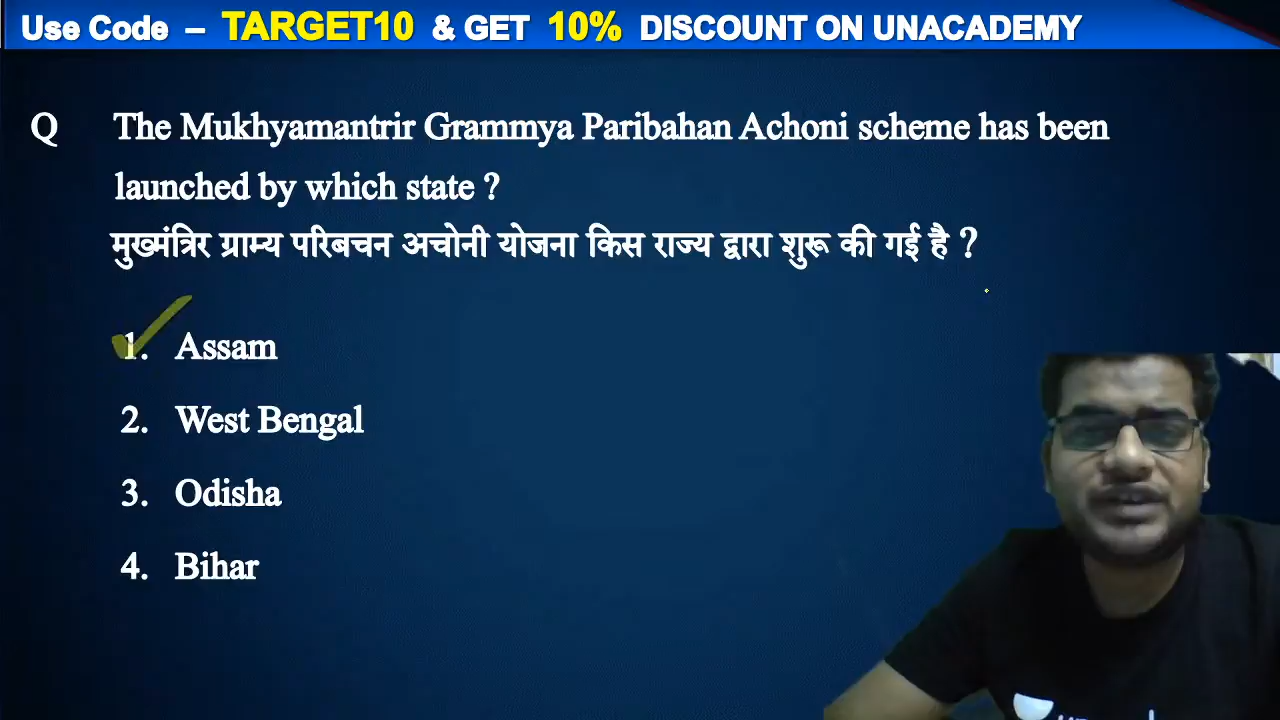 Use Code – TARGET10 & GET 10% DISCOUNT ON UNACADEMY
Q The Mukhyamantrir Grammya Paribahan Achoni scheme has been
launched by which state ?
मुख्मंत्रिर ग्राम्य परिबचन अचोनी योजना किस राज्य द्वारा शुरू की गई है ?
1. Assam
2. West Bengal
3. Odisha
4. Bihar